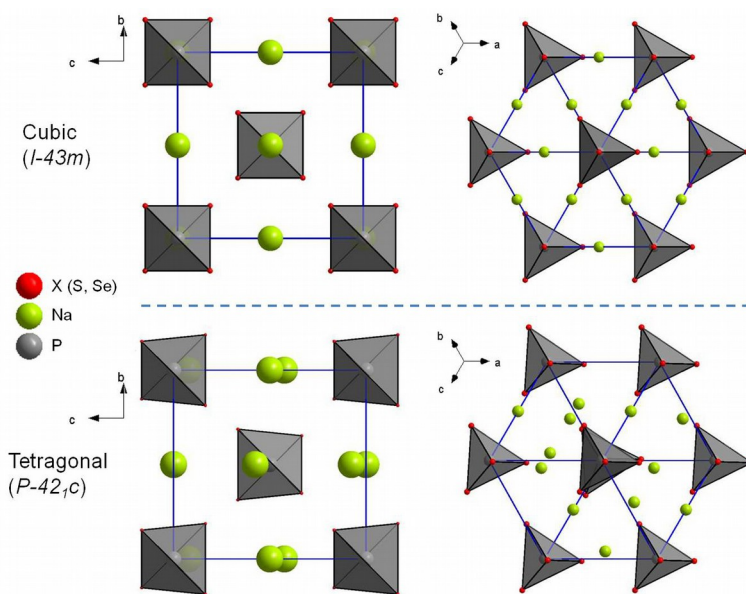 b
c
b
a
c
Cubic
(I-43m)
X (S, Se)
Na
P
b
c
b
a
c
Tetragonal
(P-42₁c)